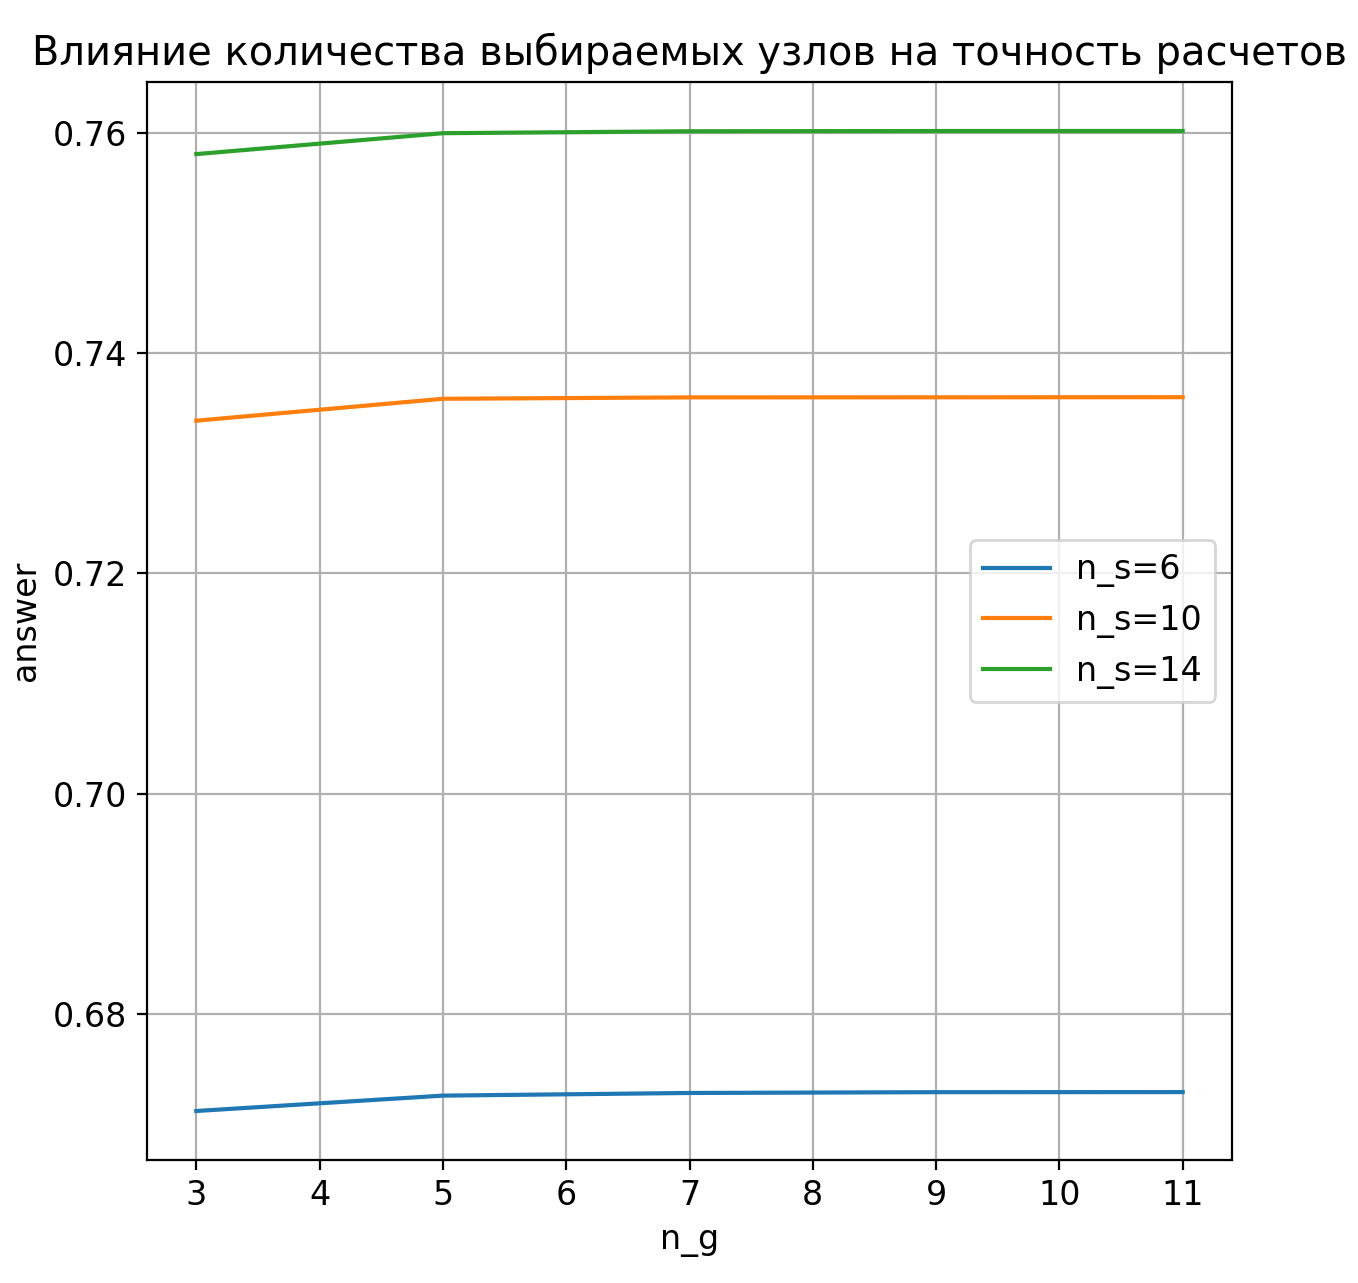 Влияние количества выбираемых узлов на точность расчетов
0.76
0.74
0.72
0.70
0.68
answer
n_s=6
n_s=10
n_s=14
3 4 5 6 7 8 9 10 11
n_g